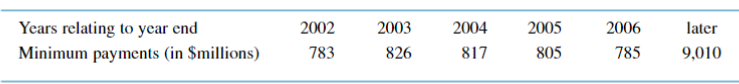 Years relating to year end 2002 2003 2004 2005 2006 later
Minimum payments (in $millions) 783 826 817 805 785 9,010